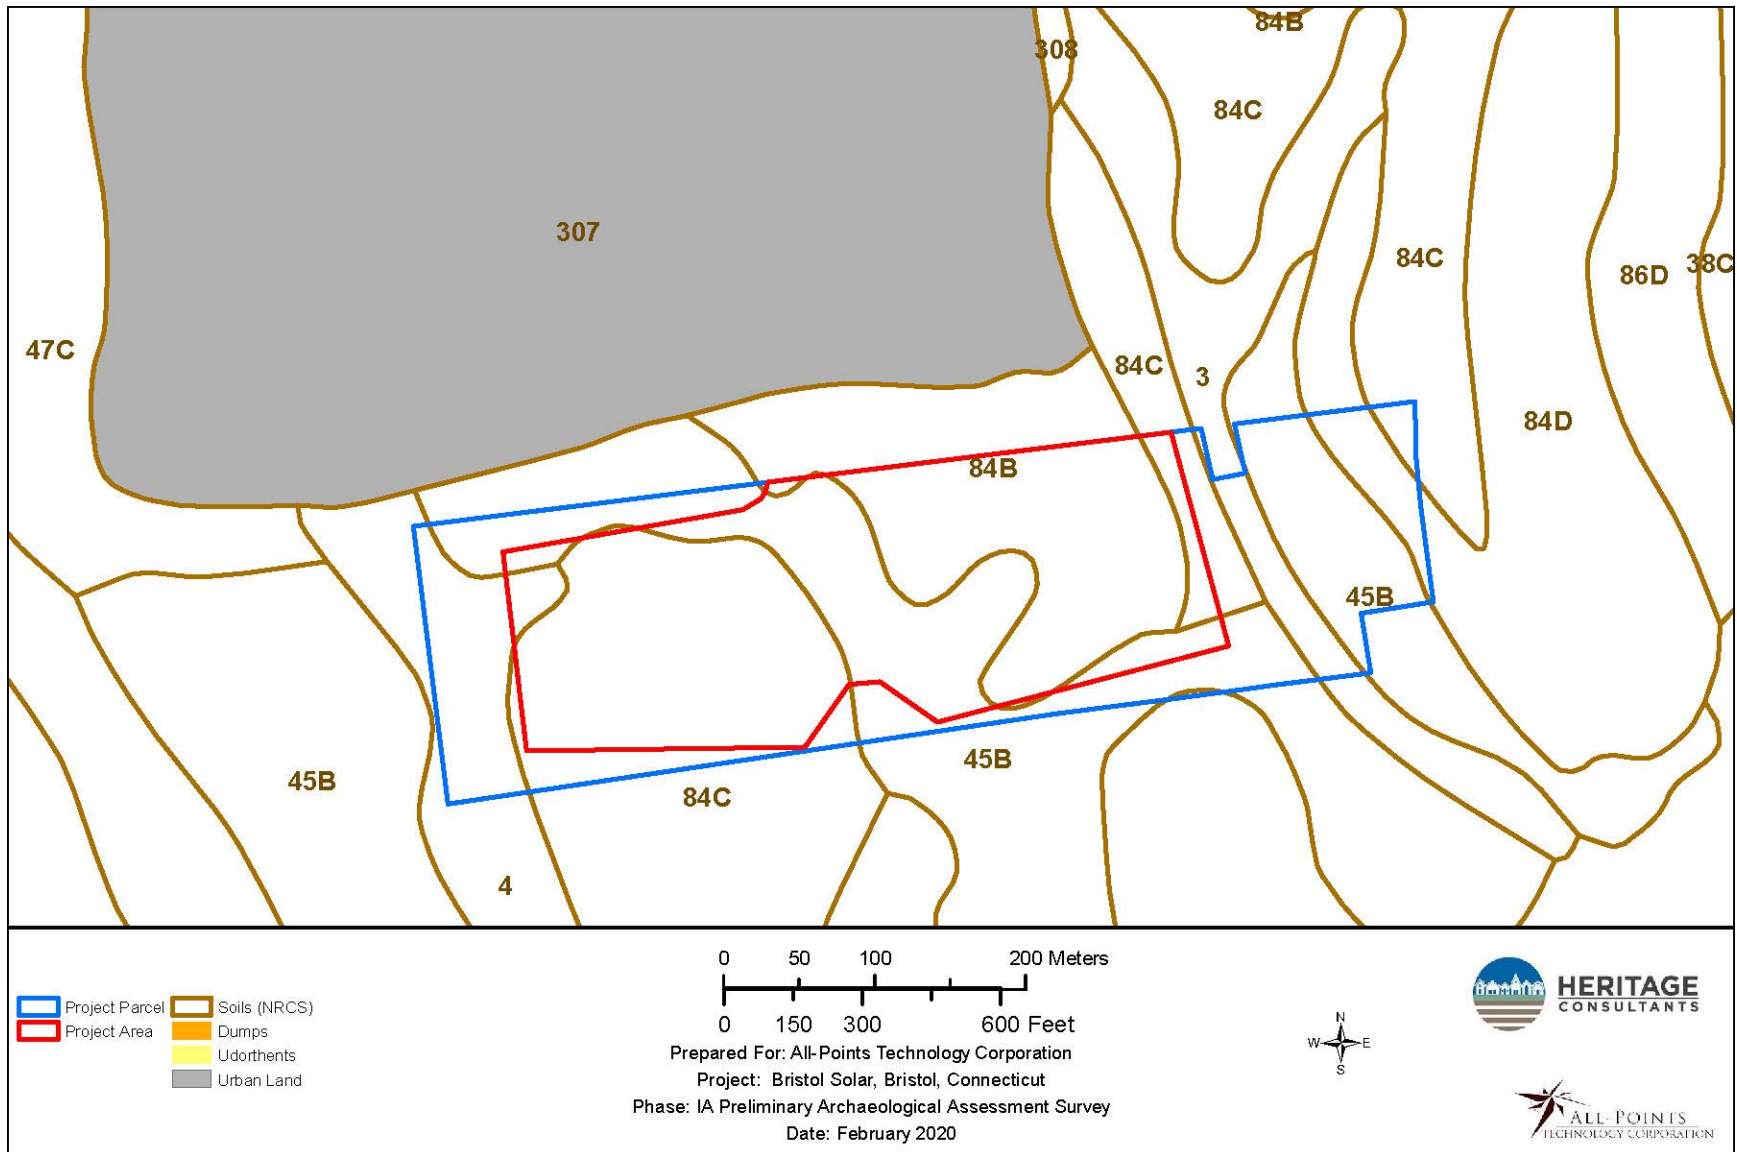 84B
308
84C
307
84C
86D
38C
47C
84C
3
84D
84B
45B
45B
45B
84C
4
0 50 100 200 Meters
0 150 300 600 Feet
Project Parcel
Project Area
Soils (NRCS)
Dumps
Udorthents
Urban Land
Prepared For: All-Points Technology Corporation
Project: Bristol Solar, Bristol, Connecticut
Phase: IA Preliminary Archaeological Assessment Survey
Date: February 2020
N
W E
S
HERITAGE
CONSULTANTS
ALL-POINTS
TECHNOLOGY CORPORATION